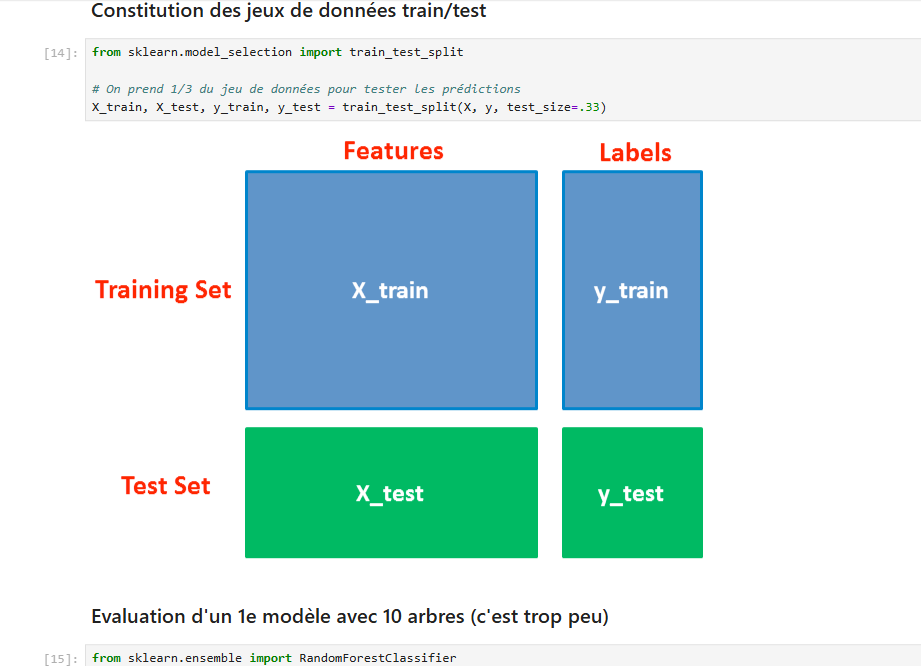 Constitution des jeux de données train/test
[14]: from sklearn.model_selection import train_test_split
# On prend 1/3 du jeu de données pour tester les prédictions
X_train, X_test, y_train, y_test = train_test_split(X, y, test_size=.33)
Features Labels
Training Set X_train y_train
Test Set X_test y_test
Evaluation d'un 1e modèle avec 10 arbres (c'est trop peu)
[15]: from sklearn.ensemble import RandomForestClassifier